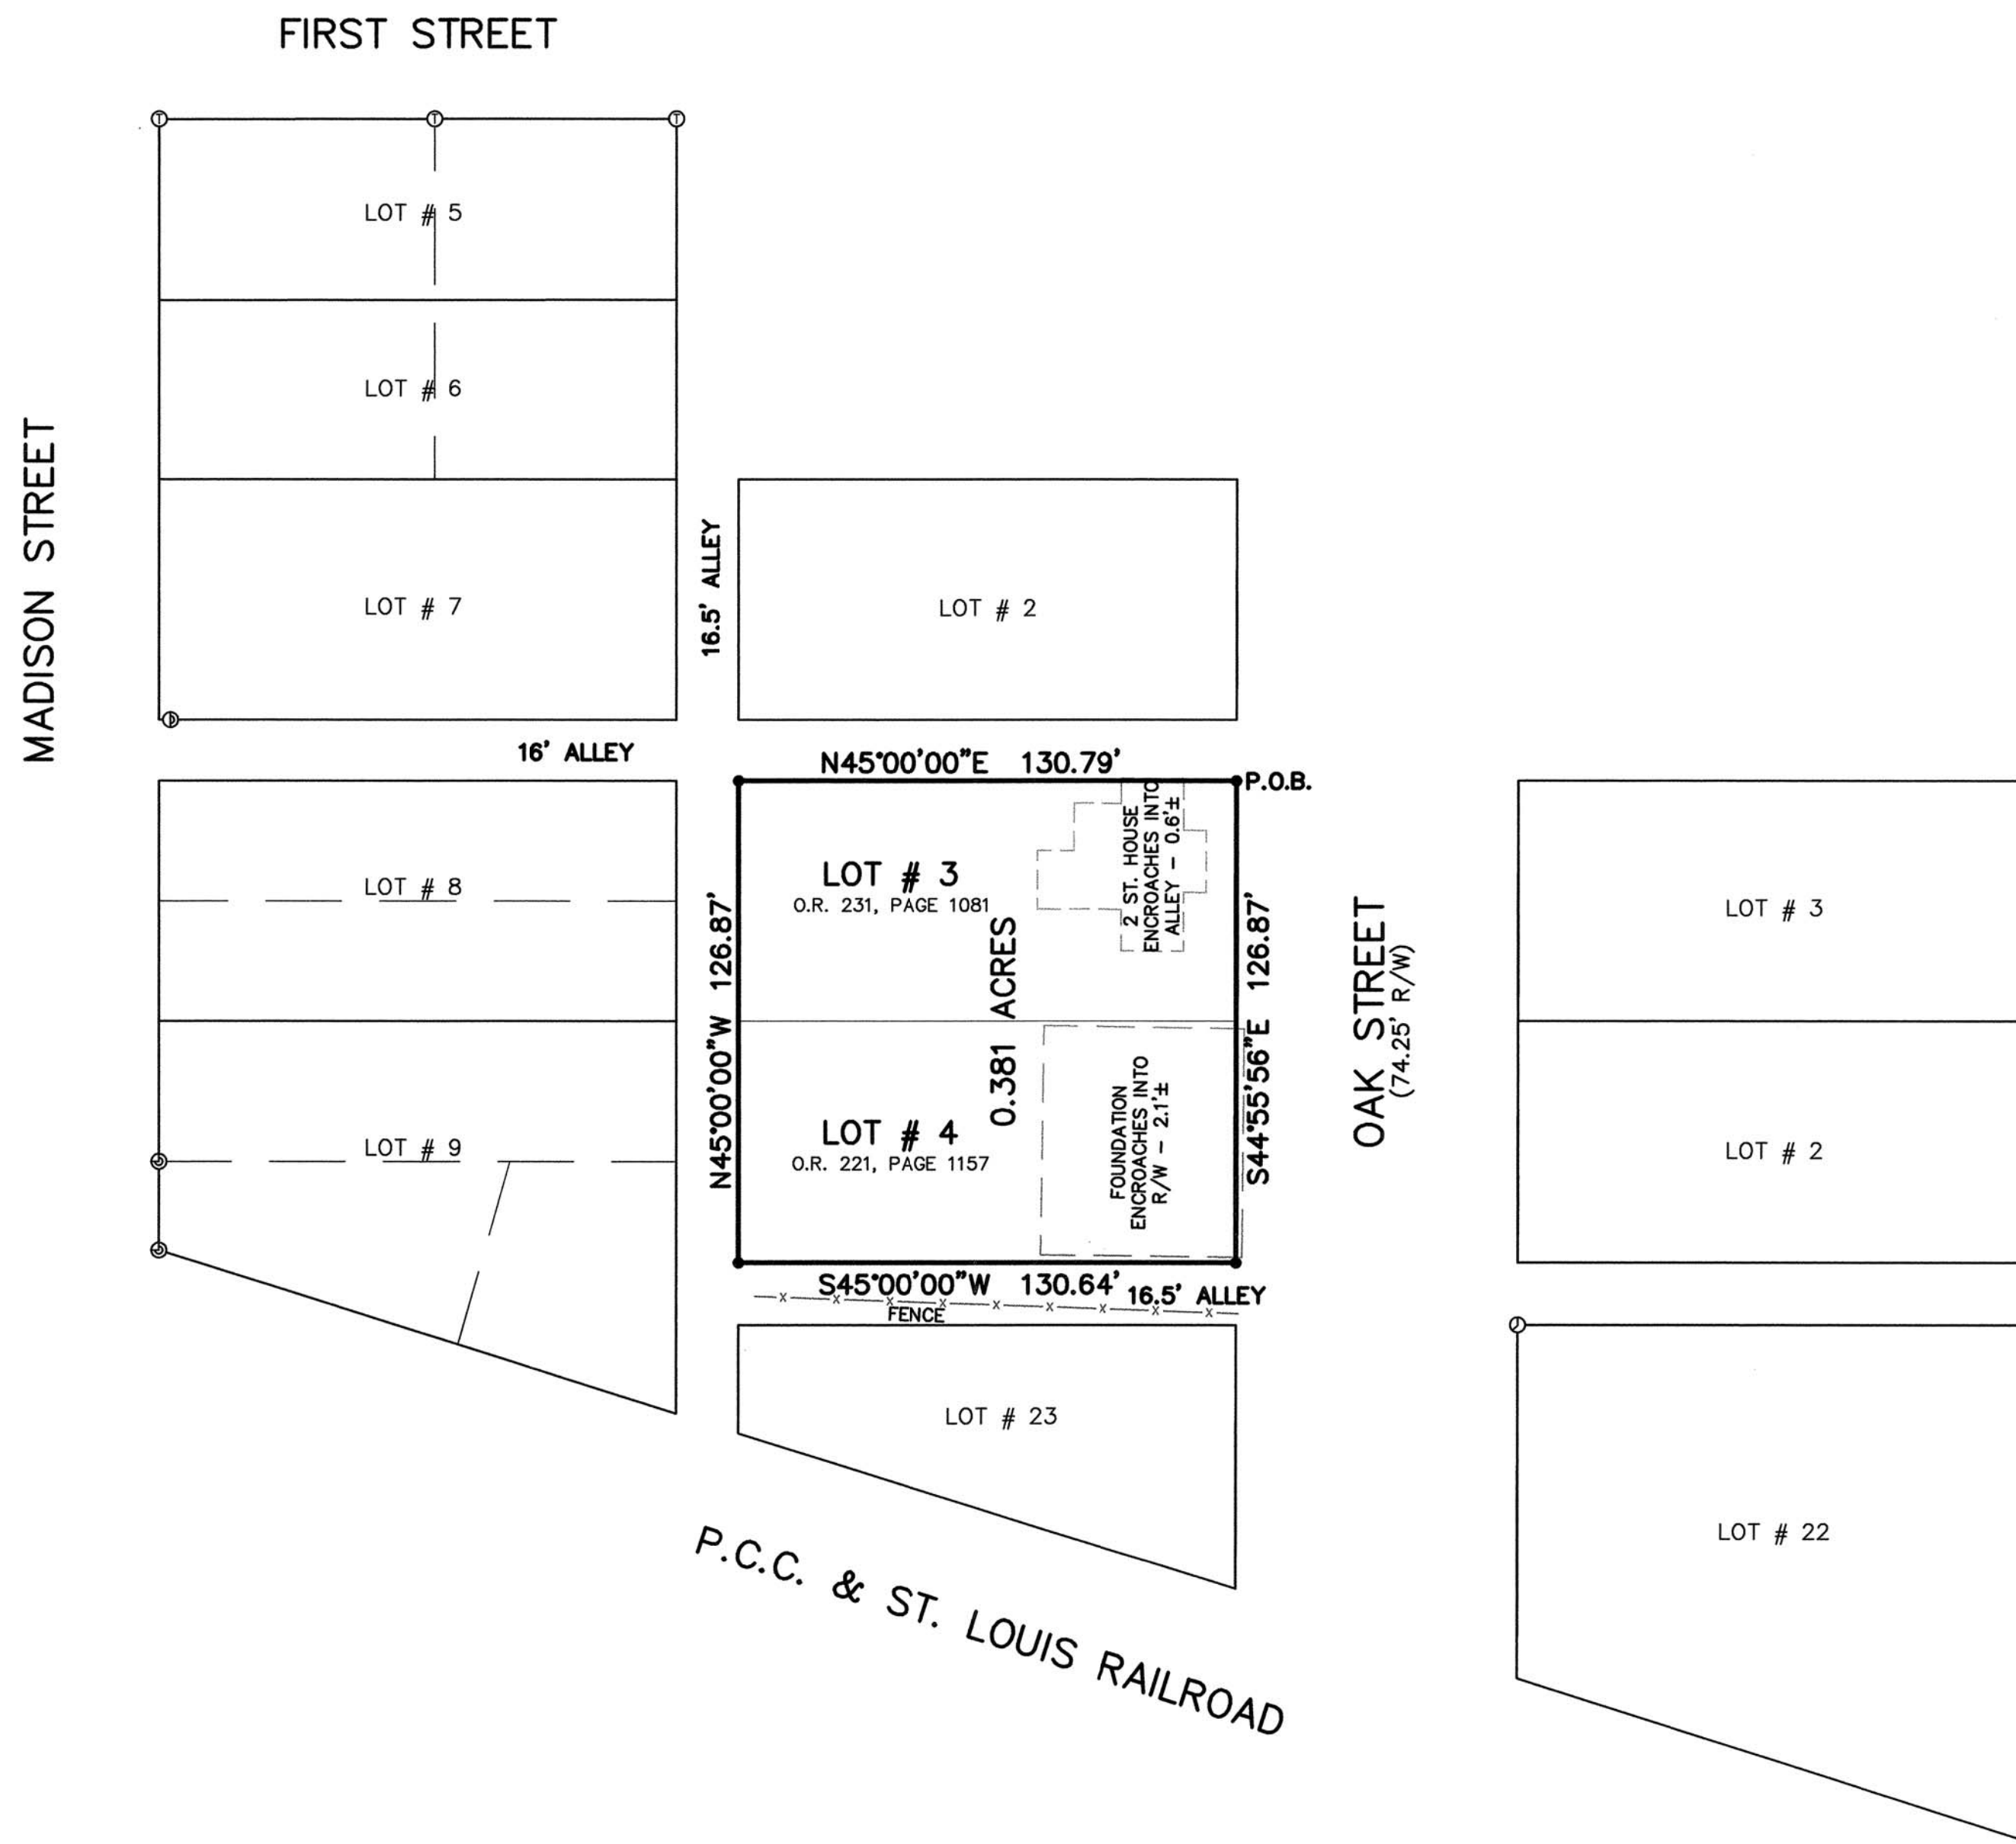 FIRST STREET
LOT # 5
LOT # 6
MADISON STREET
LOT # 7
16.5' ALLEY
LOT # 2
16' ALLEY
N45°00'00"E 130.79'
P.O.B.
LOT # 8
LOT # 3
O.R. 231, PAGE 1081
2 ST. HOUSE
ENCROACHES INTO
ALLEY - 0.6'±
LOT # 3
N45°00'00"W 126.87'
0.381 ACRES
S44°55'56"E 126.87'
OAK STREET
(74.25' R/W)
LOT # 9
LOT # 4
O.R. 221, PAGE 1157
FOUNDATION
ENCROACHES INTO
R/W - 2.1'±
LOT # 2
S45°00'00"W 130.64'
16.5' ALLEY
FENCE
LOT # 23
LOT # 22
P.C.C. & ST. LOUIS RAILROAD